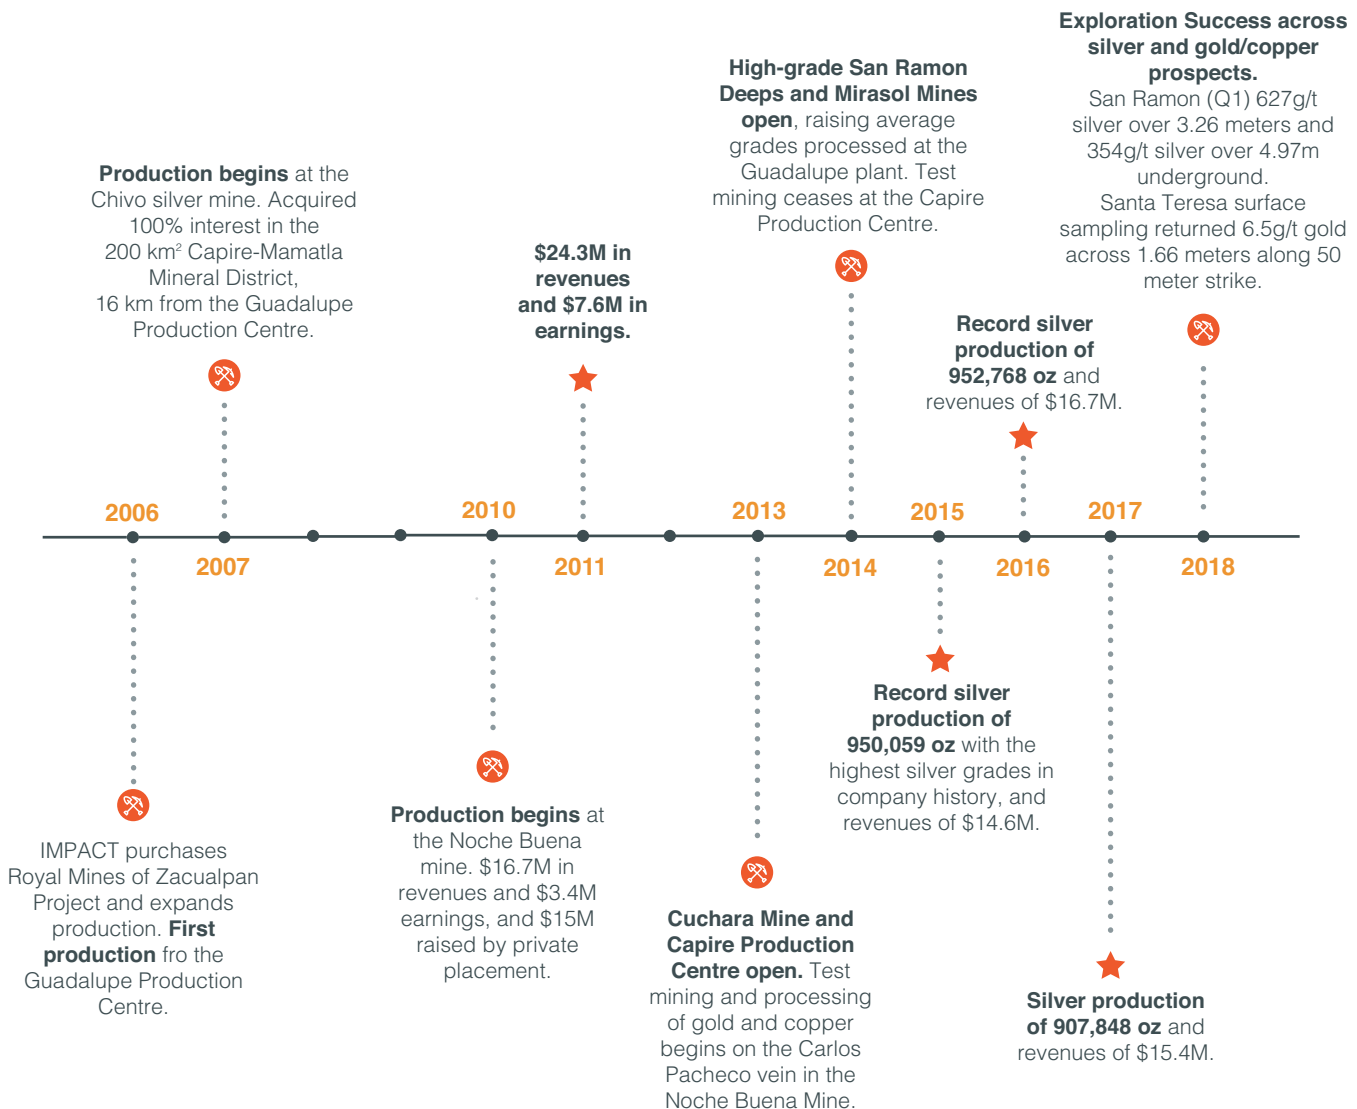 Exploration Success across
silver and gold/copper
prospects.
San Ramon (Q1) 627g/t
silver over 3.26 meters and
354g/t silver over 4.97m
underground.
Santa Teresa surface
sampling returned 6.5g/t gold
across 1.66 meters along 50
meter strike.
High-grade San Ramon
Deeps and Mirasol Mines
open, raising average
grades processed at the
Guadalupe plant. Test
mining ceases at the Capire
Production Centre.
Production begins at the
Chivo silver mine. Acquired
100% interest in the
200 km² Capire-Mamatla
Mineral District,
16 km from the Guadalupe
Production Centre.
$24.3M in
revenues
and $7.6M in
earnings.
Record silver
production of
952,768 oz and
revenues of $16.7M.
2006
2010
2013
2015
2017
2007
2011
2014
2016
2018
Record silver
production of
950,059 oz with the
highest silver grades in
company history, and
revenues of $14.6M.
IMPACT purchases
Royal Mines of Zacualpan
Project and expands
production. First
production fro the
Guadalupe Production
Centre.
Production begins at
the Noche Buena
mine. $16.7M in
revenues and $3.4M
earnings, and $15M
raised by private
placement.
Cuchara Mine and
Capire Production
Centre open. Test
mining and processing
of gold and copper
begins on the Carlos
Pacheco vein in the
Noche Buena Mine.
Silver production
of 907,848 oz and
revenues of $15.4M.